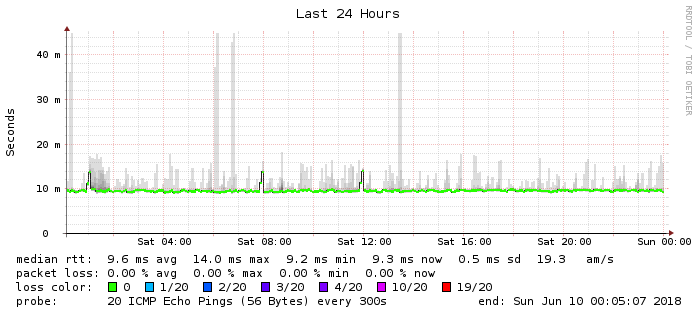 Last 24 Hours
RRDTOOL / TOBI OETIKER
Seconds
40 m
30 m
20 m
10 m
0
Sat 04:00 Sat 08:00 Sat 12:00 Sat 16:00 Sat 20:00 Sun 00:00
median rtt: 9.6 ms avg 14.0 ms max 9.2 ms min 9.3 ms now 0.5 ms sd 19.3 am/s
packet loss: 0.00 % avg 0.00 % max 0.00 % min 0.00 % now
loss color: 0 1/20 2/20 3/20 4/20 10/20 19/20
probe: 20 ICMP Echo Pings (56 Bytes) every 300s end: Sun Jun 10 00:05:07 2018